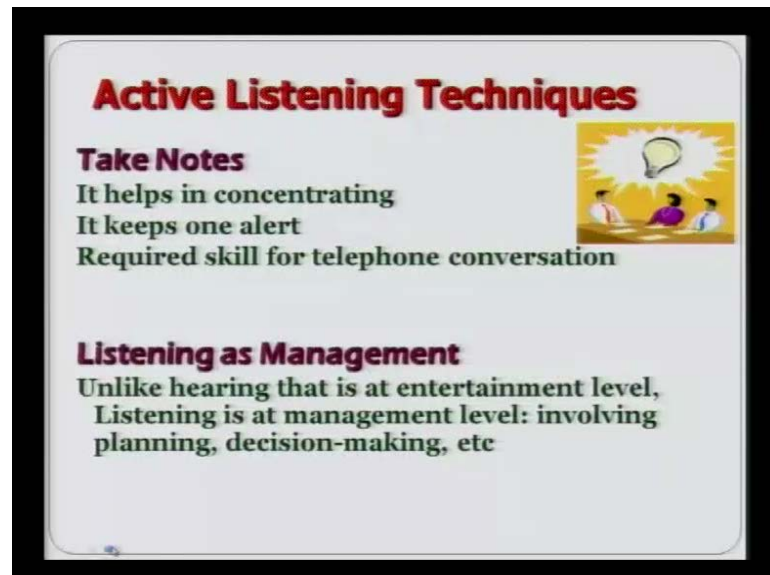 Active Listening Techniques
Take Notes
It helps in concentrating
It keeps one alert
Required skill for telephone conversation
Listening as Management
Unlike hearing that is at entertainment level,
Listening is at management level: involving
planning, decision-making, etc